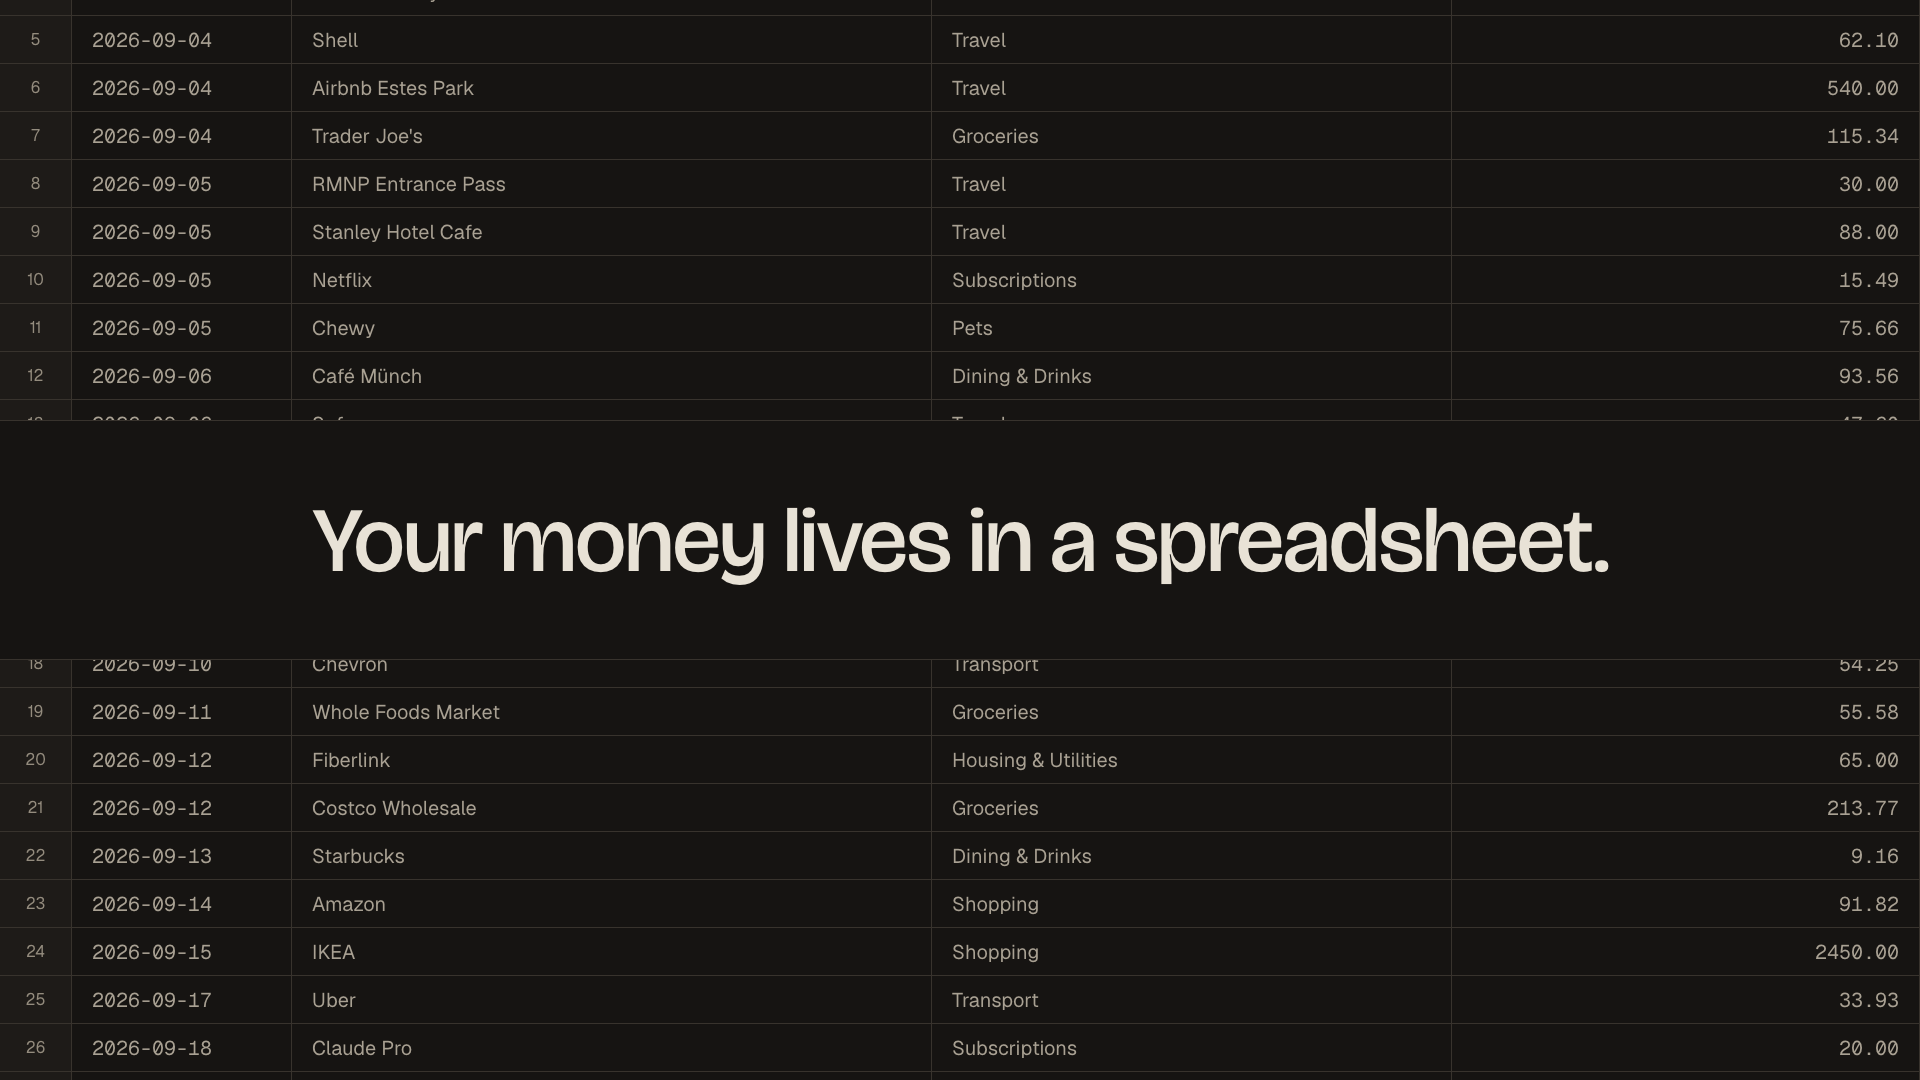 5 2026-09-04 Shell Travel 62.10
6 2026-09-04 Airbnb Estes Park Travel 540.00
7 2026-09-04 Trader Joe's Groceries 115.34
8 2026-09-05 RMNP Entrance Pass Travel 30.00
9 2026-09-05 Stanley Hotel Cafe Travel 88.00
10 2026-09-05 Netflix Subscriptions 15.49
11 2026-09-05 Chewy Pets 75.66
12 2026-09-06 Café Münch Dining & Drinks 93.56
Your money lives in a spreadsheet.
18 2026-09-10 Chevron Transport 54.25
19 2026-09-11 Whole Foods Market Groceries 55.58
20 2026-09-12 Fiberlink Housing & Utilities 65.00
21 2026-09-12 Costco Wholesale Groceries 213.77
22 2026-09-13 Starbucks Dining & Drinks 9.16
23 2026-09-14 Amazon Shopping 91.82
24 2026-09-15 IKEA Shopping 2450.00
25 2026-09-17 Uber Transport 33.93
26 2026-09-18 Claude Pro Subscriptions 20.00